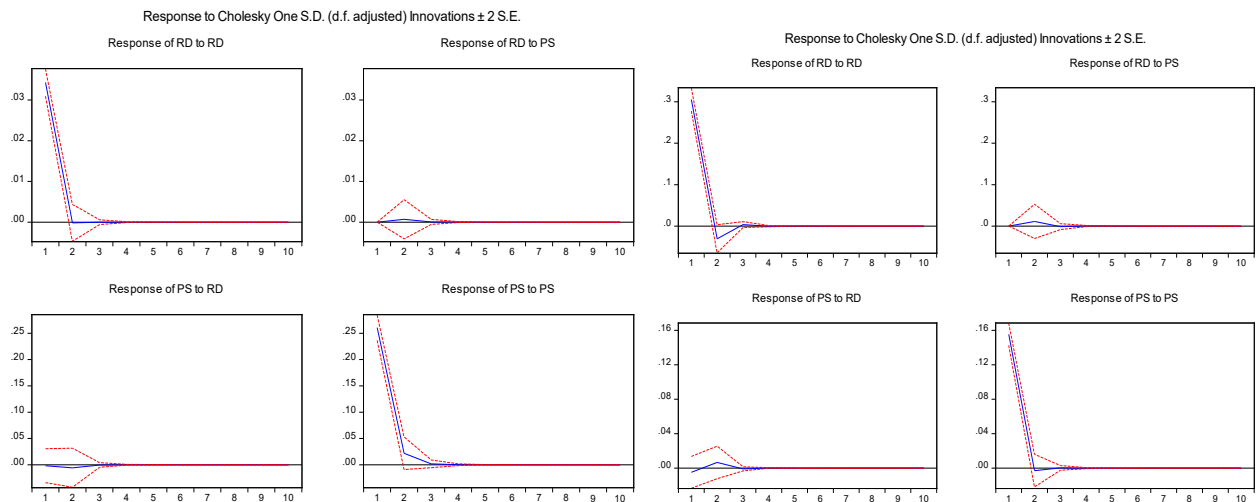 Response to Cholesky One S.D. (d.f. adjusted) Innovations ± 2 S.E.
Response of RD to RD
Response of RD to PS
.03
.02
.01
.00
1 2 3 4 5 6 7 8 9 10
.03
.02
.01
.00
1 2 3 4 5 6 7 8 9 10
Response of PS to RD
Response of PS to PS
.25
.20
.15
.10
.05
.00
1 2 3 4 5 6 7 8 9 10
.25
.20
.15
.10
.05
.00
1 2 3 4 5 6 7 8 9 10
Response to Cholesky One S.D. (d.f. adjusted) Innovations ± 2 S.E.
Response of RD to RD
Response of RD to PS
.3
.2
.1
.0
1 2 3 4 5 6 7 8 9 10
.3
.2
.1
.0
1 2 3 4 5 6 7 8 9 10
Response of PS to RD
Response of PS to PS
.16
.12
.08
.04
.00
1 2 3 4 5 6 7 8 9 10
.16
.12
.08
.04
.00
1 2 3 4 5 6 7 8 9 10